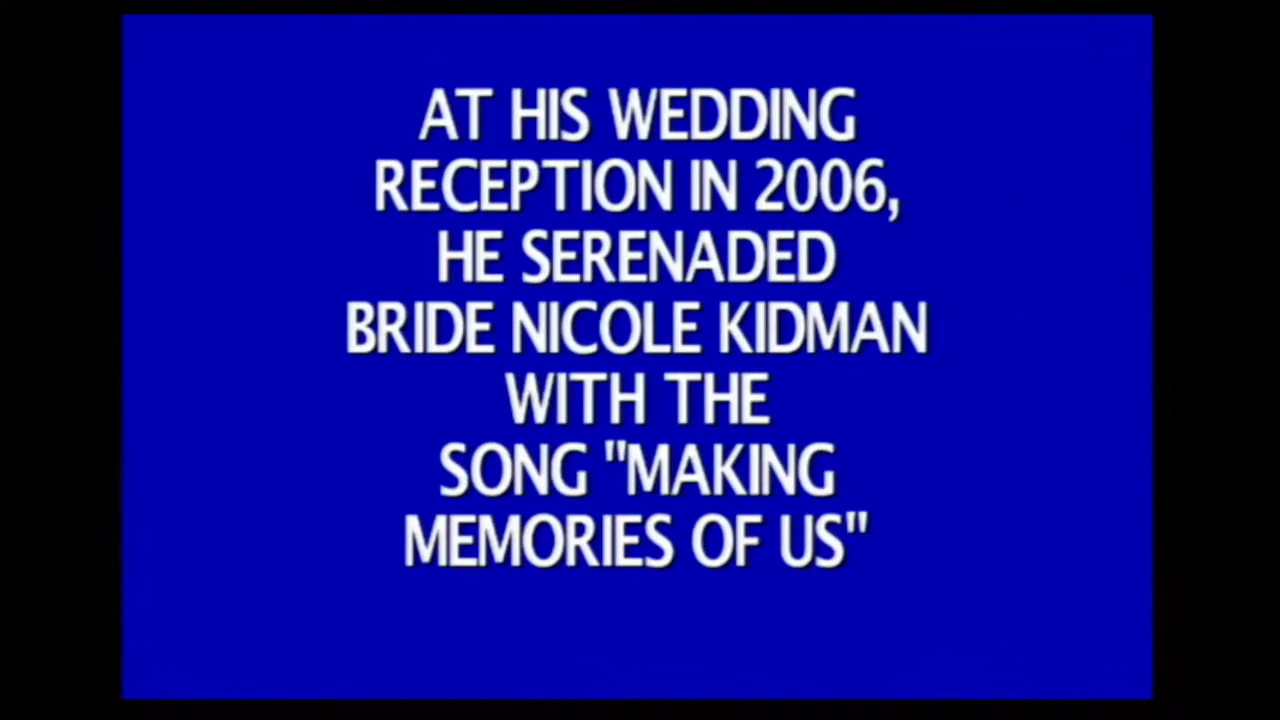 AT HIS WEDDING
RECEPTION IN 2006,
HE SERENADED
BRIDE NICOLE KIDMAN
WITH THE
SONG "MAKING
MEMORIES OF US"